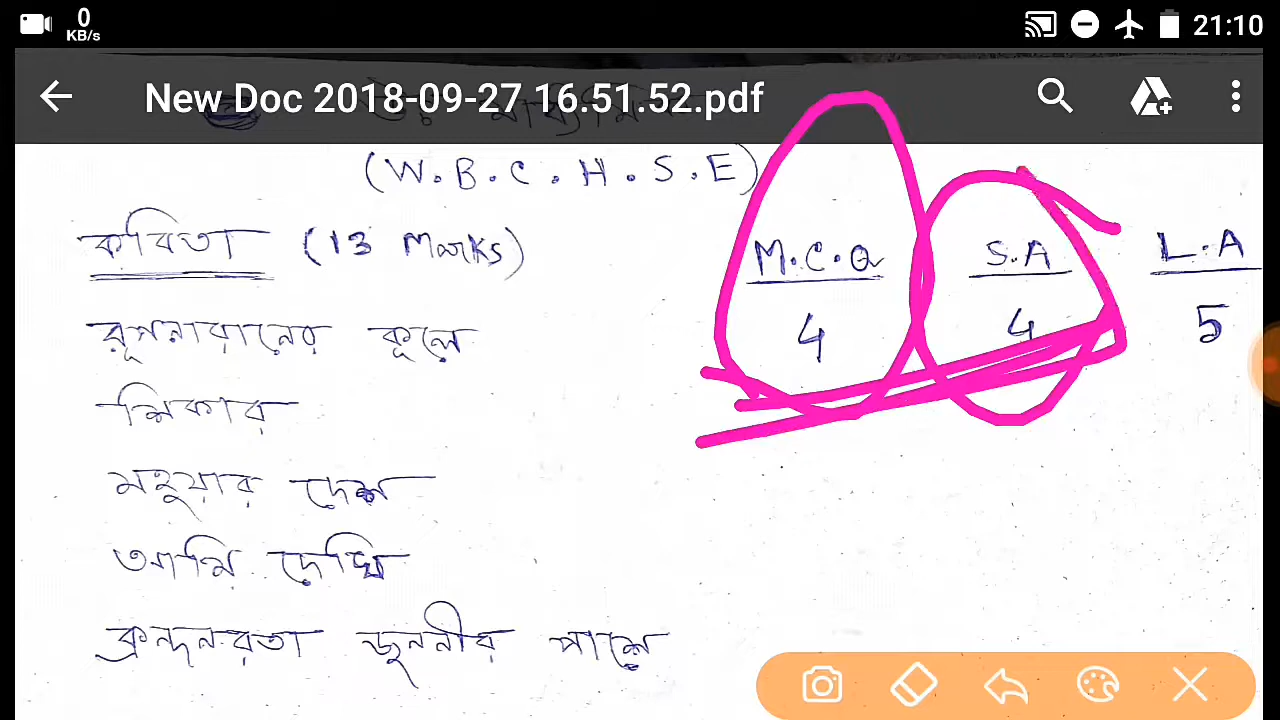 0
KB/s
21:10
New Doc 2018-09-27 16.51.52.pdf
(W.B.C.H.S.E)
কবিতা (13 Marks)
M.C.Q S.A L.A
রূপনারানের কূলে
4 4 5
শিকার
মহুয়ার দেশ
আমি দেখি
ক্রন্দনরতা জননীর পাশে